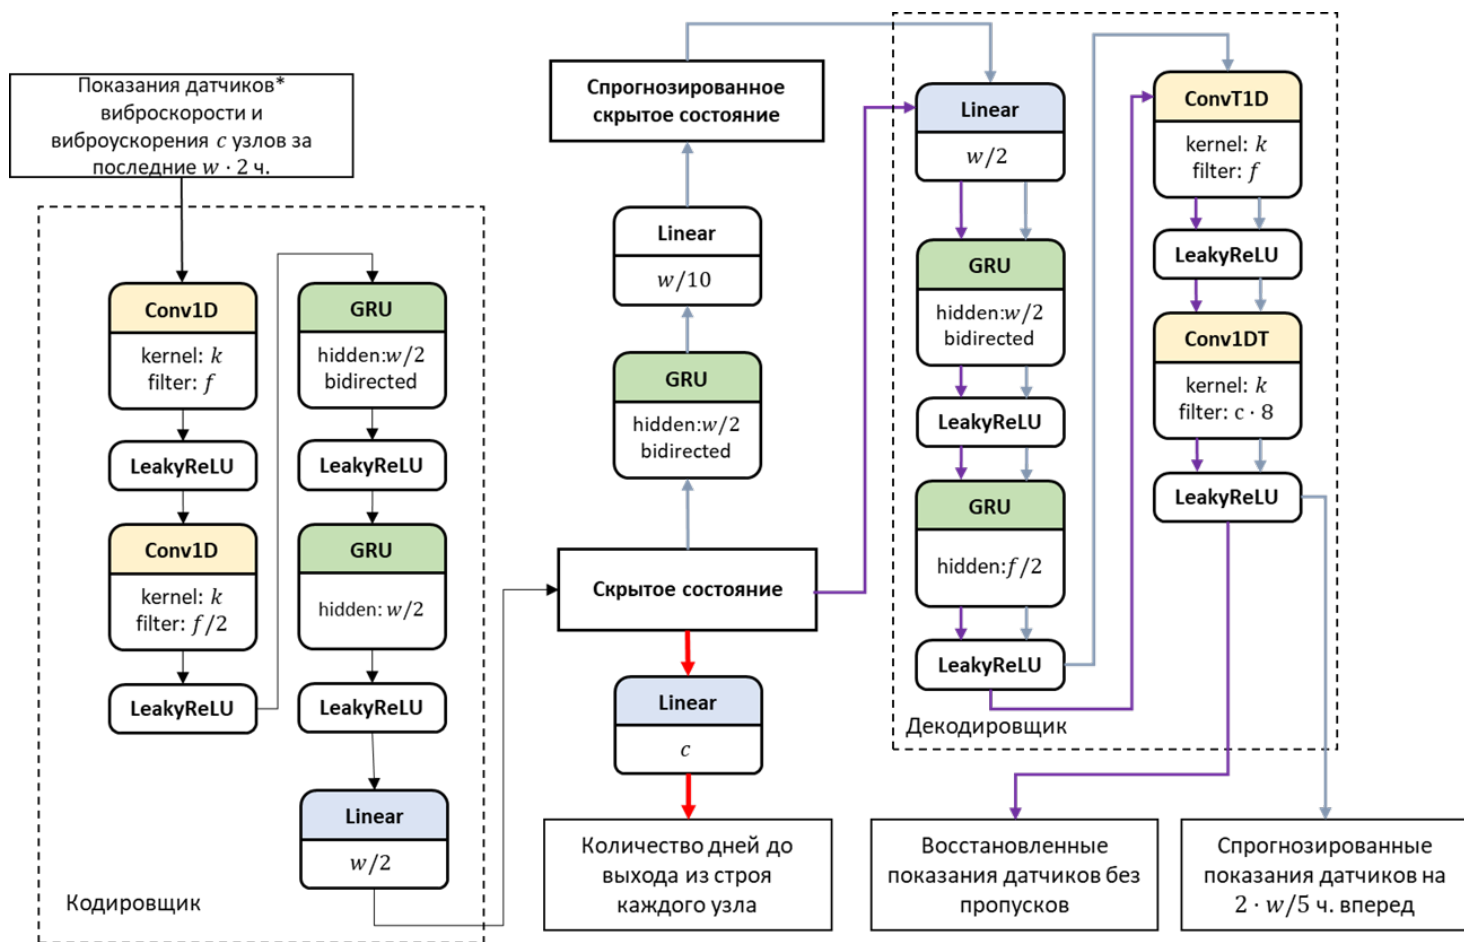 Показания датчиков*
виброскорости и
виброускорения c узлов за
последние w · 2 ч.
Conv1D
kernel: k
filter: f
LeakyReLU
Conv1D
kernel: k
filter: f/2
LeakyReLU
GRU
hidden:w/2
bidirected
LeakyReLU
GRU
hidden: w/2
LeakyReLU
Linear
w/2
Кодировщик
Спрогнозированное
скрытое состояние
Linear
w/10
GRU
hidden:w/2
bidirected
Скрытое состояние
Linear
c
Количество дней до
выхода из строя
каждого узла
Linear
w/2
GRU
hidden:w/2
bidirected
LeakyReLU
GRU
hidden:f/2
LeakyReLU
Декодировщик
ConvT1D
kernel: k
filter: f
LeakyReLU
Conv1DT
kernel: k
filter: c · 8
LeakyReLU
Восстановленные
показания датчиков без
пропусков
Спрогнозированные
показания датчиков на
2 · w/5 ч. вперед